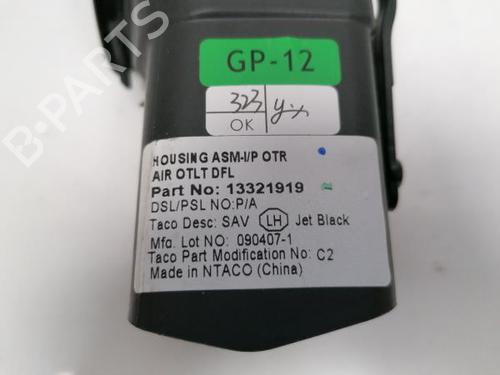 GP-12
323
OK
HOUSING ASM-I/P OTR
AIR OTLT DFL
Part No: 13321919
DSL/PSL NO:P/A
Taco Desc: SAV LH Jet Black
Mfg. Lot NO: 090407-1
Taco Part Modification No: C2
Made in NTACO (China)
B-PARTS